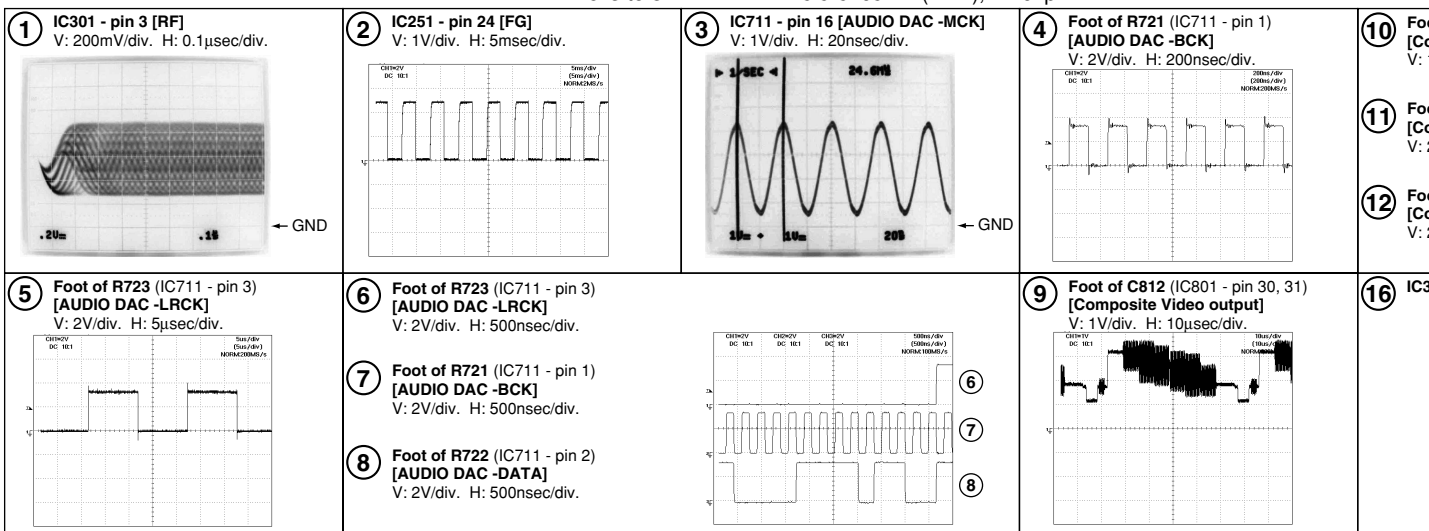 1 IC301 - pin 3 [RF]
V: 200mV/div. H: 0.1µsec/div.
.2V
← GND
2 IC251 - pin 24 [FG]
V: 1V/div. H: 5msec/div.
CH1=2V
DC 10:1
5ms/div
(5ms/div)
NORM:2MS/s
3 IC711 - pin 16 [AUDIO DAC -MCK]
V: 1V/div. H: 20nsec/div.
1/SEC
← GND
4 Foot of R721 (IC711 - pin 1)
[AUDIO DAC -BCK]
V: 2V/div. H: 200nsec/div.
CH1=2V
DC 10:1
200ns/div
(200ns/div)
NORM:200MS/s
10
11
12
5 Foot of R723 (IC711 - pin 3)
[AUDIO DAC -LRCK]
V: 2V/div. H: 5µsec/div.
CH1=2V
DC 10:1
5us/div
(5us/div)
NORM:200MS/s
6 Foot of R723 (IC711 - pin 3)
[AUDIO DAC -LRCK]
V: 2V/div. H: 500nsec/div.
7 Foot of R721 (IC711 - pin 1)
[AUDIO DAC -BCK]
V: 2V/div. H: 500nsec/div.
8 Foot of R722 (IC711 - pin 2)
[AUDIO DAC -DATA]
V: 2V/div. H: 500nsec/div.
CH1=2V CH2=2V CH3=2V
DC 10:1 DC 10:1 DC 10:1
500ns/div
(500ns/div)
NORM:100MS/s
6
7
8
9 Foot of C812 (IC801 - pin 30, 31)
[Composite Video output]
V: 1V/div. H: 10µsec/div.
CH1=1V
DC 10:1
10us/div
16